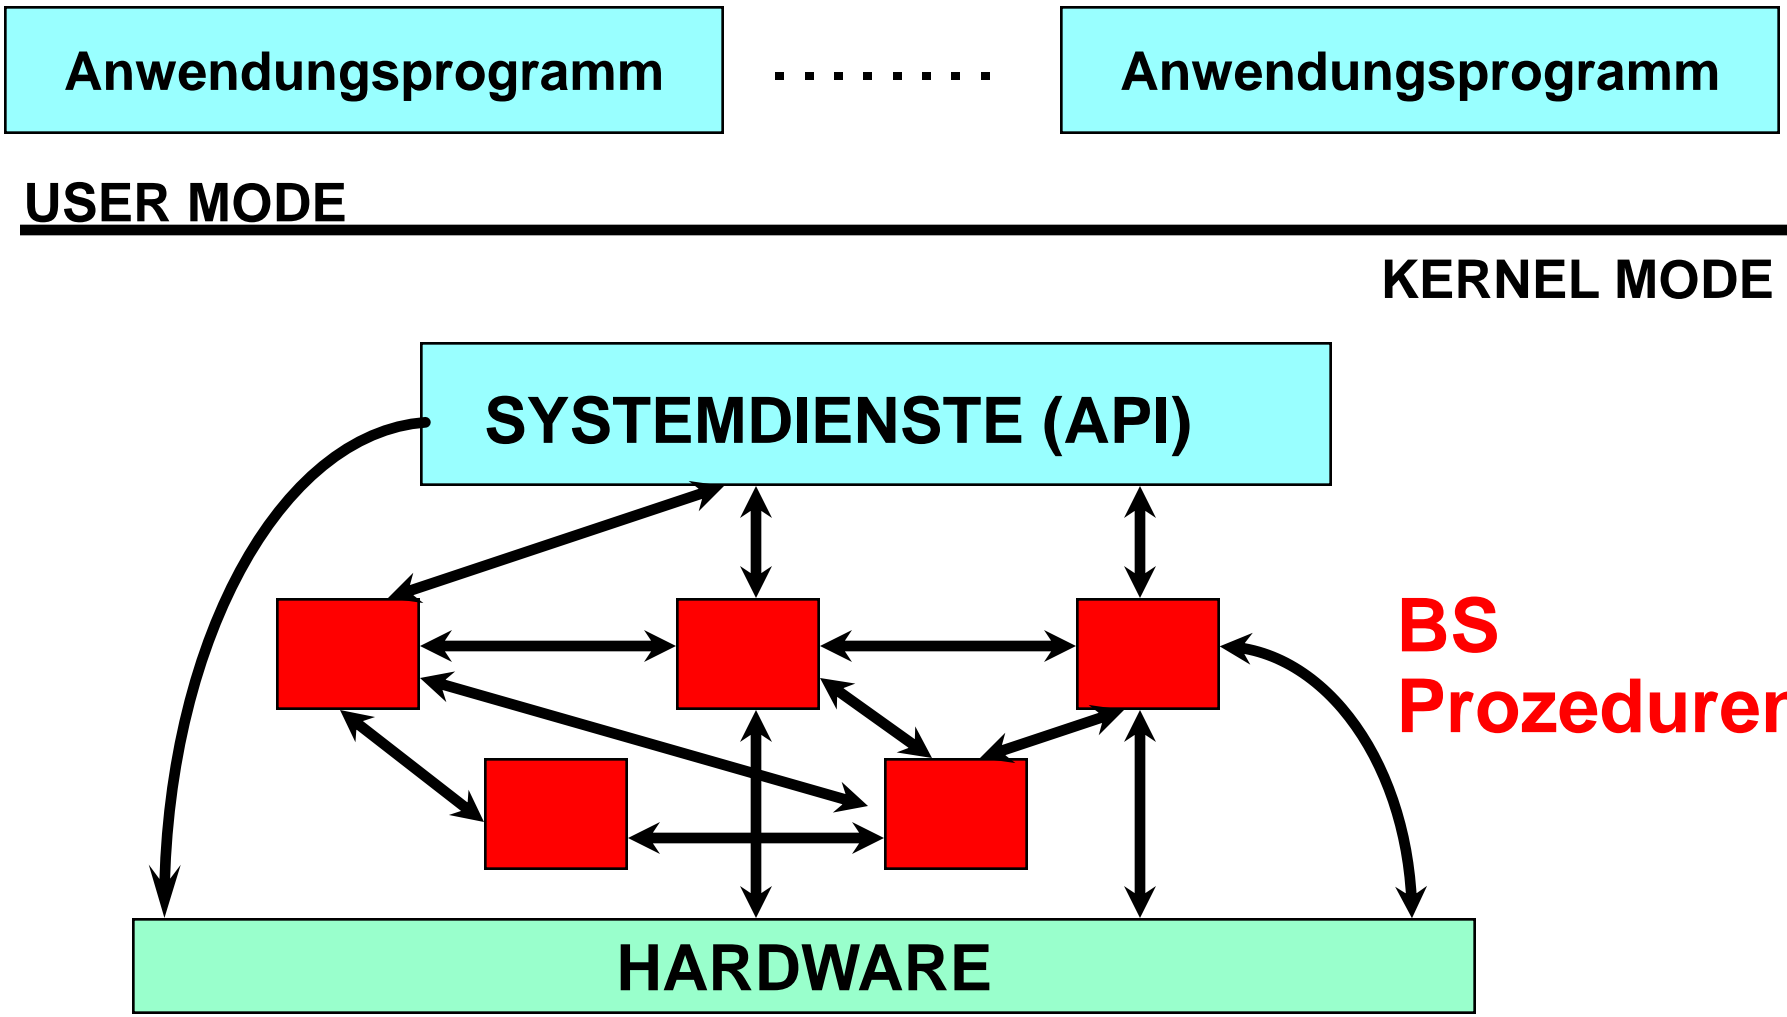 Anwendungsprogramm ........ Anwendungsprogramm
USER MODE
KERNEL MODE
SYSTEMDIENSTE (API)
BS
Prozeduren
HARDWARE